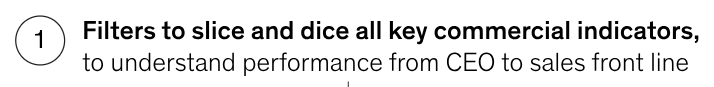 1
Filters to slice and dice all key commercial indicators,
to understand performance from CEO to sales front line